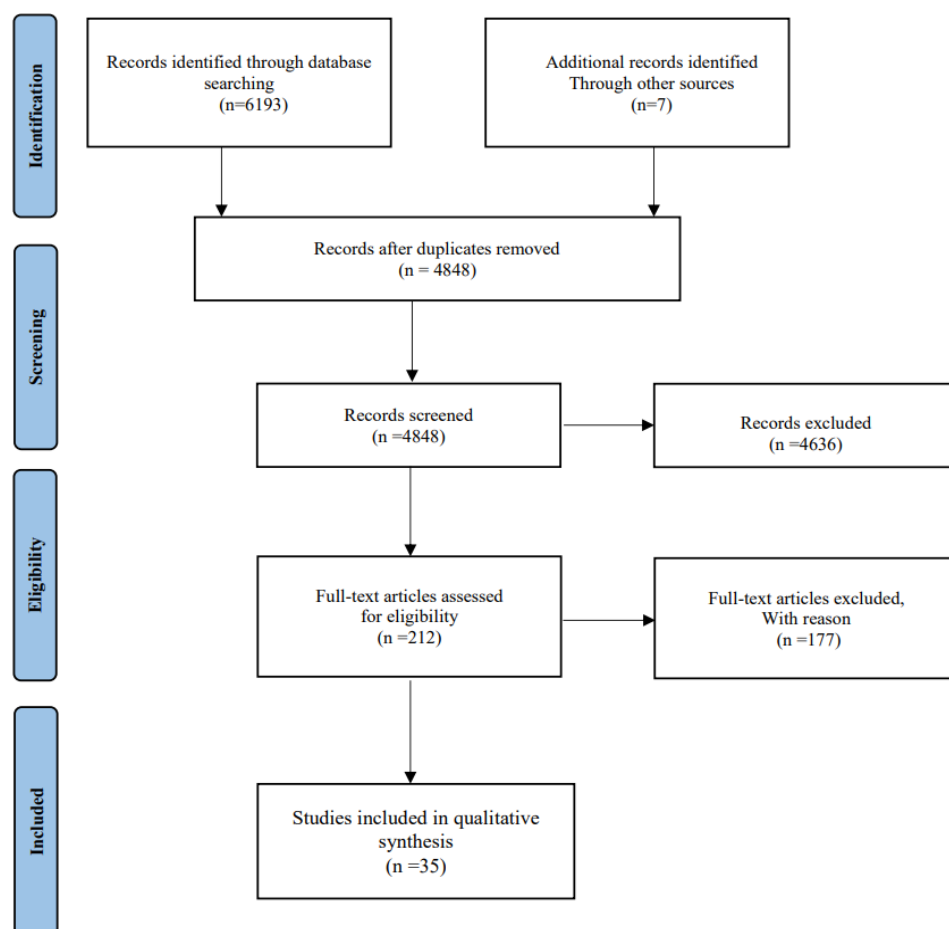 Identification
Records identified through database
searching
(n=6193)
Additional records identified
Through other sources
(n=7)
Records after duplicates removed
(n = 4848)
Screening
Records screened
(n =4848)
Records excluded
(n =4636)
Eligibility
Full-text articles assessed
for eligibility
(n =212)
Full-text articles excluded,
With reason
(n =177)
Included
Studies included in qualitative
synthesis
(n =35)